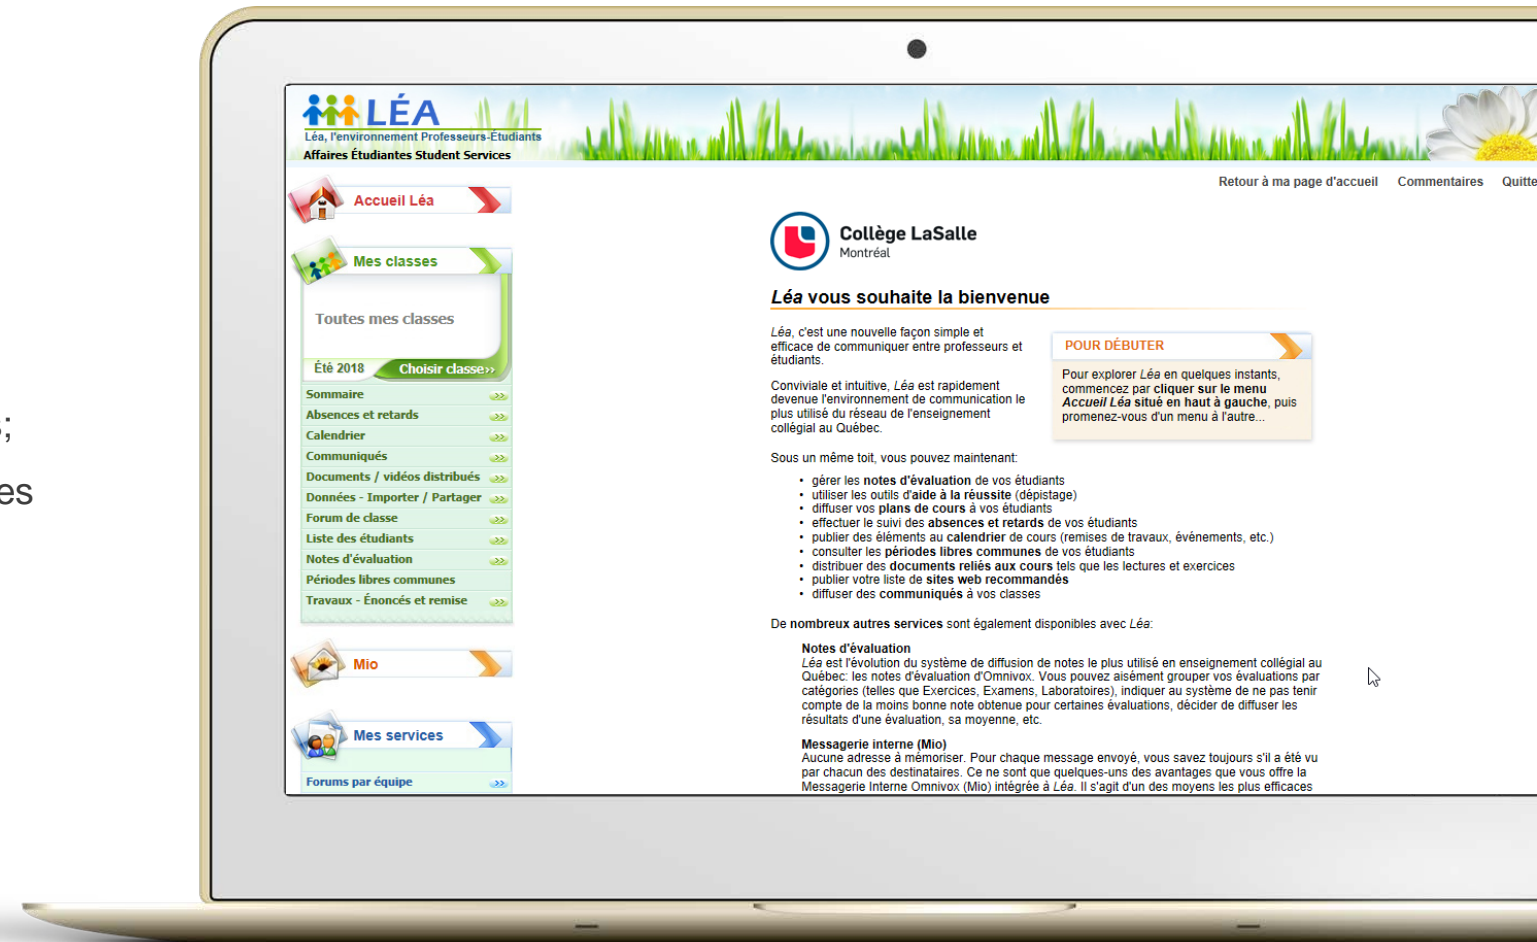 s;
es
LÉA
Léa, l'environnement Professeurs-Étudiants
Affaires Étudiantes Student Services
Accueil Léa
Mes classes
Toutes mes classes
Été 2018 Choisir classe››
Sommaire
Absences et retards
Calendrier
Communiqués
Documents / vidéos distribués
Données - Importer / Partager
Forum de classe
Liste des étudiants
Notes d'évaluation
Périodes libres communes
Travaux - Énoncés et remise
Mio
Mes services
Forums par équipe
Retour à ma page d'accueil Commentaires Quitte
Collège LaSalle
Montréal
Léa vous souhaite la bienvenue
Léa, c'est une nouvelle façon simple et
efficace de communiquer entre professeurs et
étudiants.
Conviviale et intuitive, Léa est rapidement
devenue l'environnement de communication le
plus utilisé du réseau de l'enseignement
collégial au Québec.
POUR DÉBUTER
Pour explorer Léa en quelques instants,
commencez par cliquer sur le menu
Accueil Léa situé en haut à gauche, puis
promenez-vous d'un menu à l'autre...
Sous un même toit, vous pouvez maintenant:
• gérer les notes d'évaluation de vos étudiants
• utiliser les outils d'aide à la réussite (dépistage)
• diffuser vos plans de cours à vos étudiants
• effectuer le suivi des absences et retards de vos étudiants
• publier des éléments au calendrier de cours (remises de travaux, événements, etc.)
• consulter les périodes libres communes de vos étudiants
• distribuer des documents reliés aux cours tels que les lectures et exercices
• publier votre liste de sites web recommandés
• diffuser des communiqués à vos classes
De nombreux autres services sont également disponibles avec Léa:
Notes d'évaluation
Léa est l'évolution du système de diffusion de notes le plus utilisé en enseignement collégial au
Québec: les notes d'évaluation d'Omnivox. Vous pouvez aisément grouper vos évaluations par
catégories (telles que Exercices, Examens, Laboratoires), indiquer au système de ne pas tenir
compte de la moins bonne note obtenue pour certaines évaluations, décider de diffuser les
résultats d'une évaluation, sa moyenne, etc.
Messagerie interne (Mio)
Aucune adresse à mémoriser. Pour chaque message envoyé, vous savez toujours s'il a été vu
par chacun des destinataires. Ce ne sont que quelques-uns des avantages que vous offre la
Messagerie Interne Omnivox (Mio) intégrée à Léa. Il s'agit d'un des moyens les plus efficaces